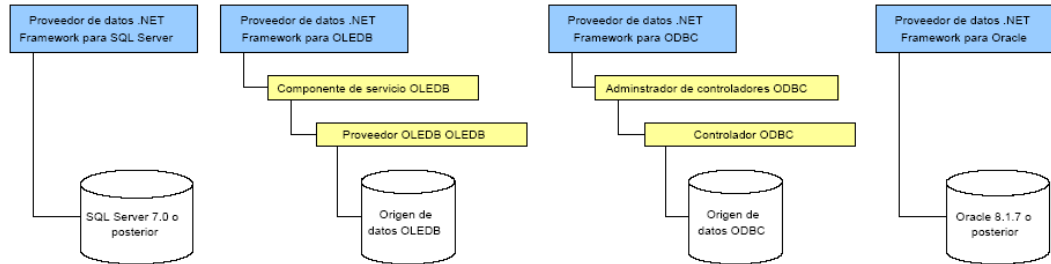 Proveedor de datos .NET
Framework para SQL Server
Proveedor de datos .NET
Framework para OLEDB
Proveedor de datos .NET
Framework para ODBC
Proveedor de datos .NET
Framework para Oracle
Componente de servicio OLEDB
Adminstrador de controladores ODBC
Proveedor OLEDB OLEDB
Controlador ODBC
SQL Server 7.0 o
posterior
Origen de
datos OLEDB
Origen de
datos ODBC
Oracle 8.1.7 o
posterior